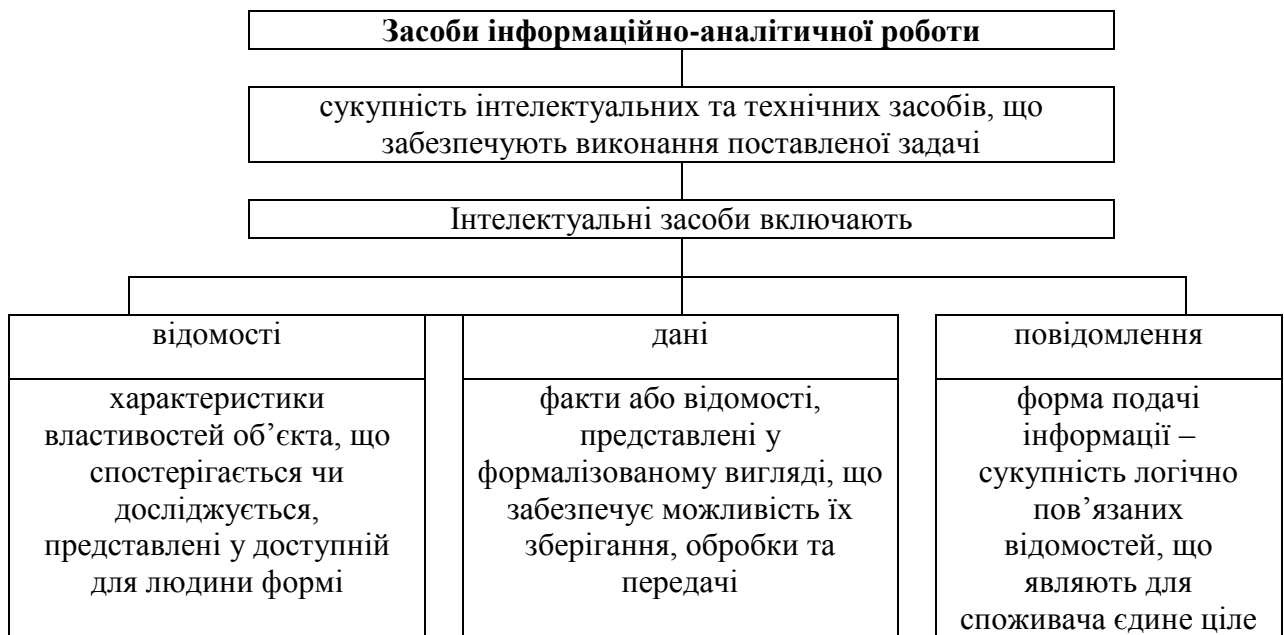 Засоби інформаційно-аналітичної роботи
сукупність інтелектуальних та технічних засобів, що
забезпечують виконання поставленої задачі
Інтелектуальні засоби включають
відомості
характеристики
властивостей об’єкта, що
спостерігається чи
досліджується,
представлені у доступній
для людини формі
дані
факти або відомості,
представлені у
формалізованому вигляді, що
забезпечує можливість їх
зберігання, обробки та
передачі
повідомлення
форма подачі
інформації –
сукупність логічно
пов’язаних
відомостей, що
являють для
споживача єдине ціле